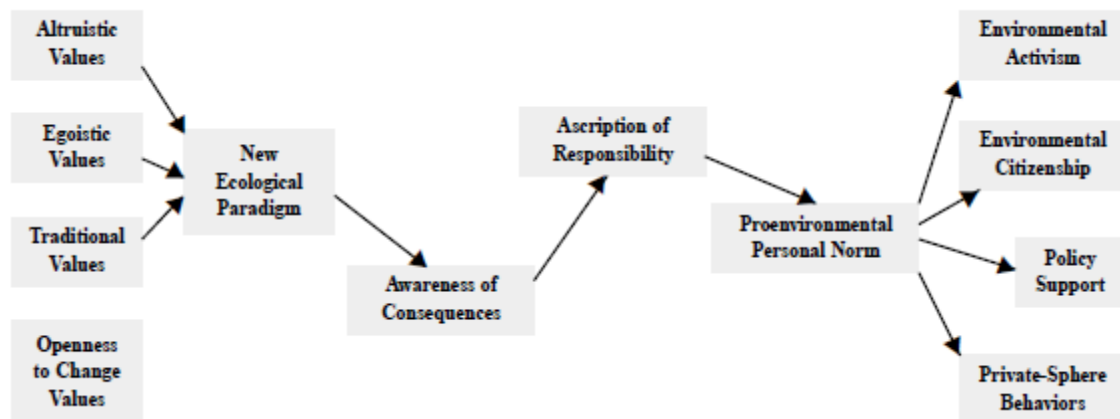 Altruistic
Values
Egoistic
Values
Traditional
Values
Openness
to Change
Values
New
Ecological
Paradigm
Awareness of
Consequences
Ascription of
Responsibility
Proenvironmental
Personal Norm
Environmental
Activism
Environmental
Citizenship
Policy
Support
Private-Sphere
Behaviors